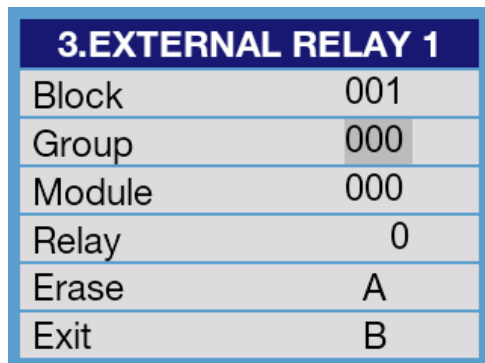 3.EXTERNAL RELAY 1
Block 001
Group 000
Module 000
Relay 0
Erase A
Exit B